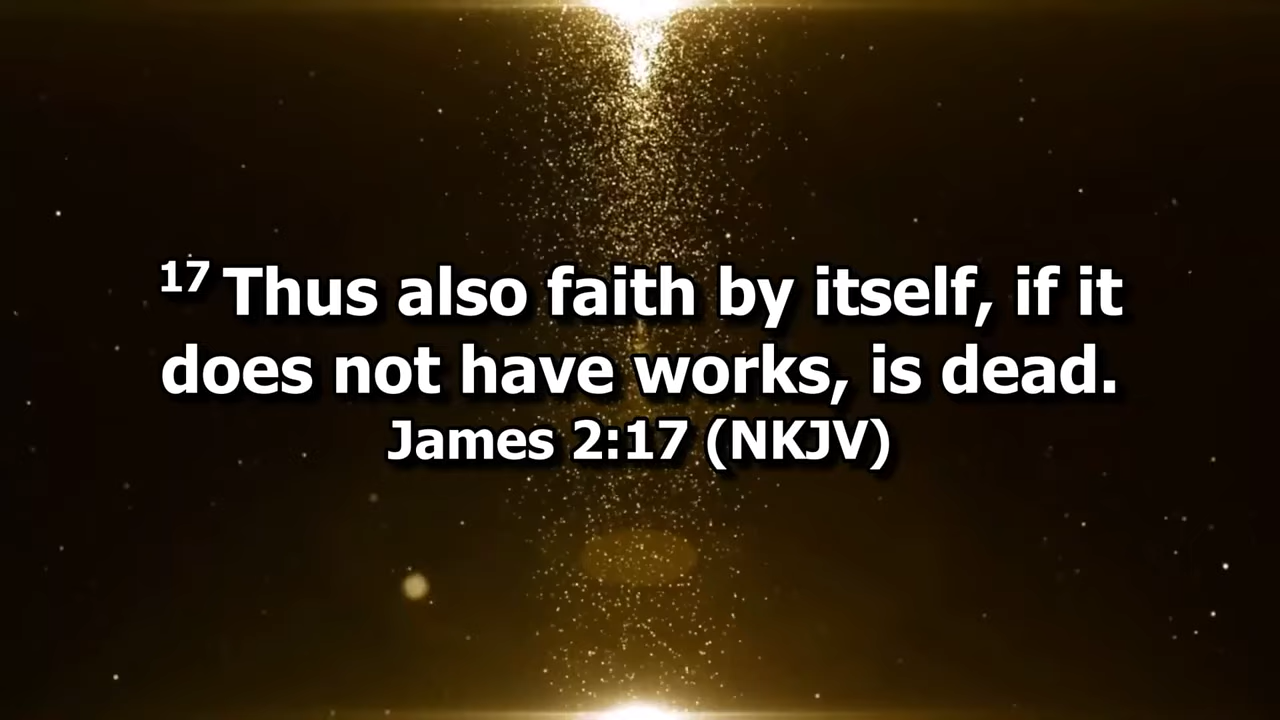 17 Thus also faith by itself, if it
does not have works, is dead.
James 2:17 (NKJV)